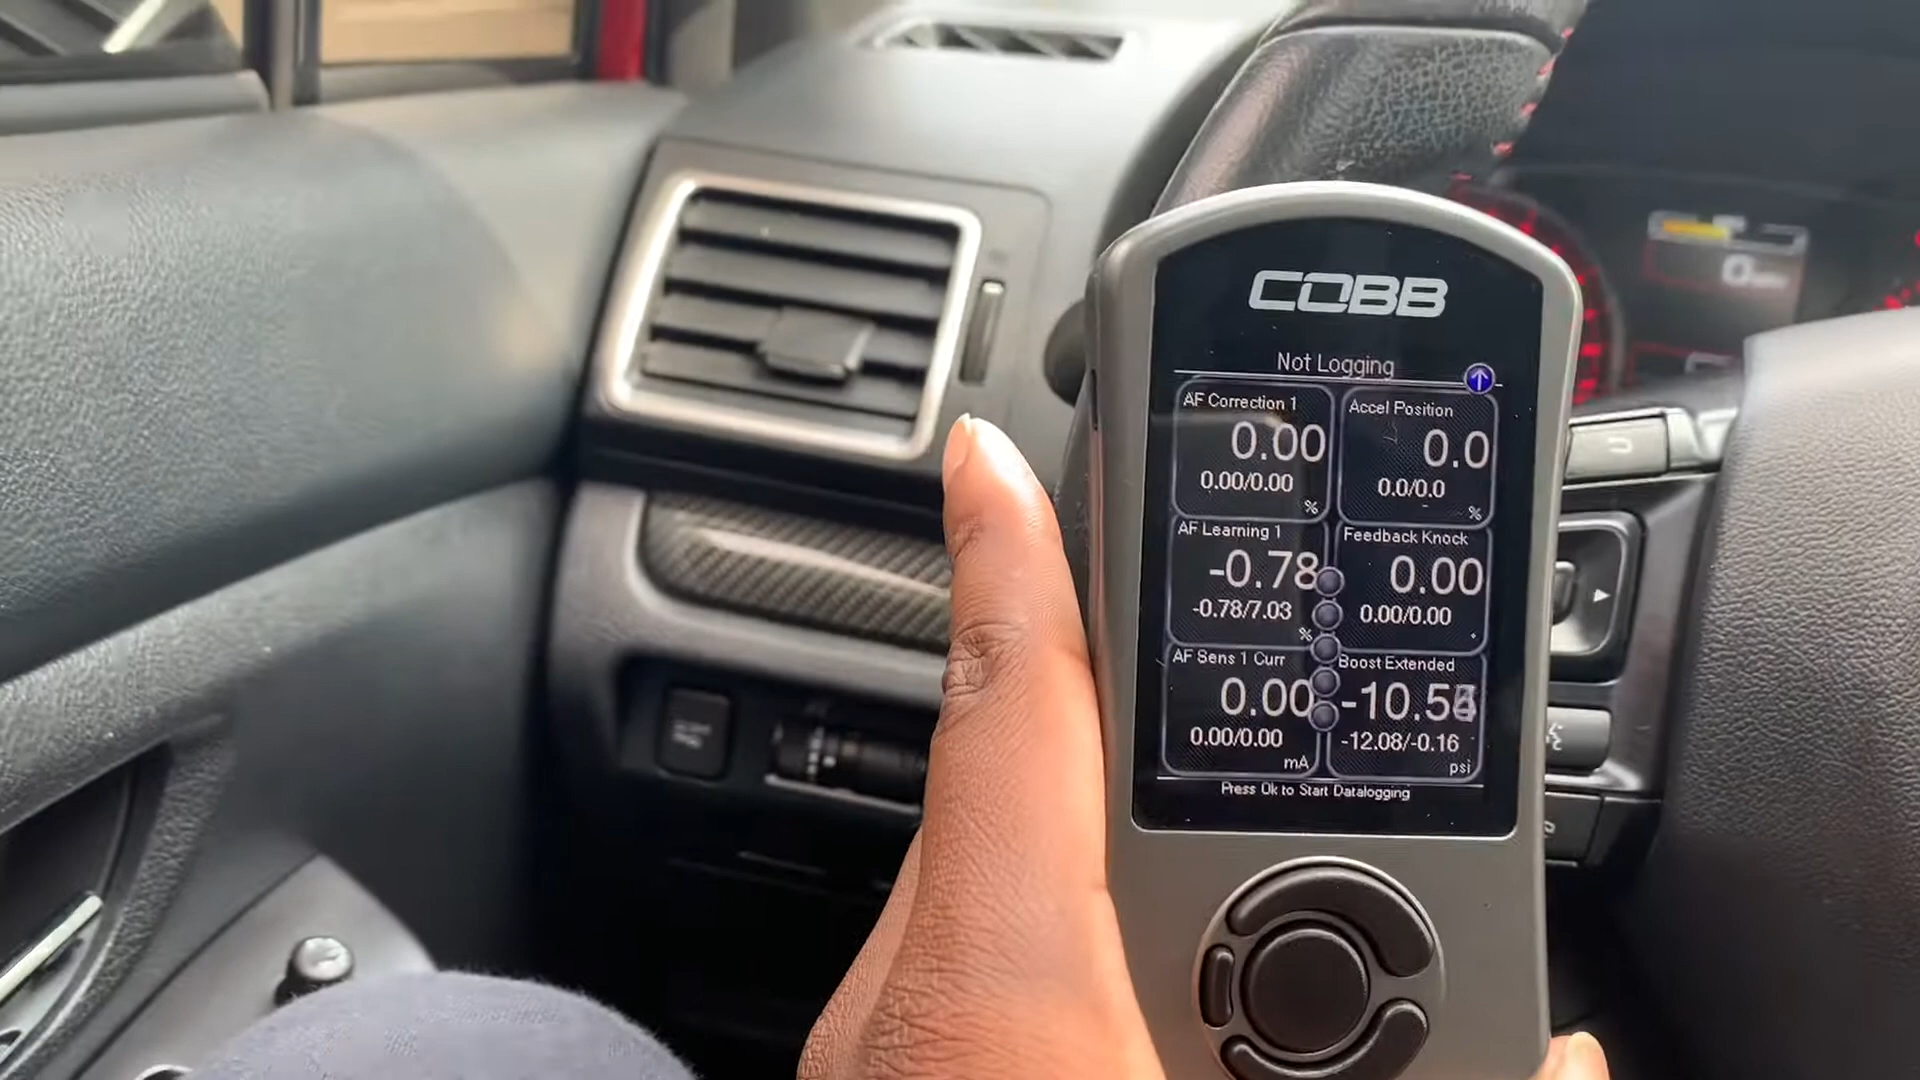 COBB
Not Logging
AF Correction 1
0.00
0.00/0.00
%
Accel Position
0.0
0.0/0.0
%
AF Learning 1
-0.78
-0.78/7.03
%
Feedback Knock
0.00
0.00/0.00
°
AF Sens 1 Curr
0.00
0.00/0.00
mA
Boost Extended
-12.08/-0.16
psi
Press Ok to Start Datalogging
0